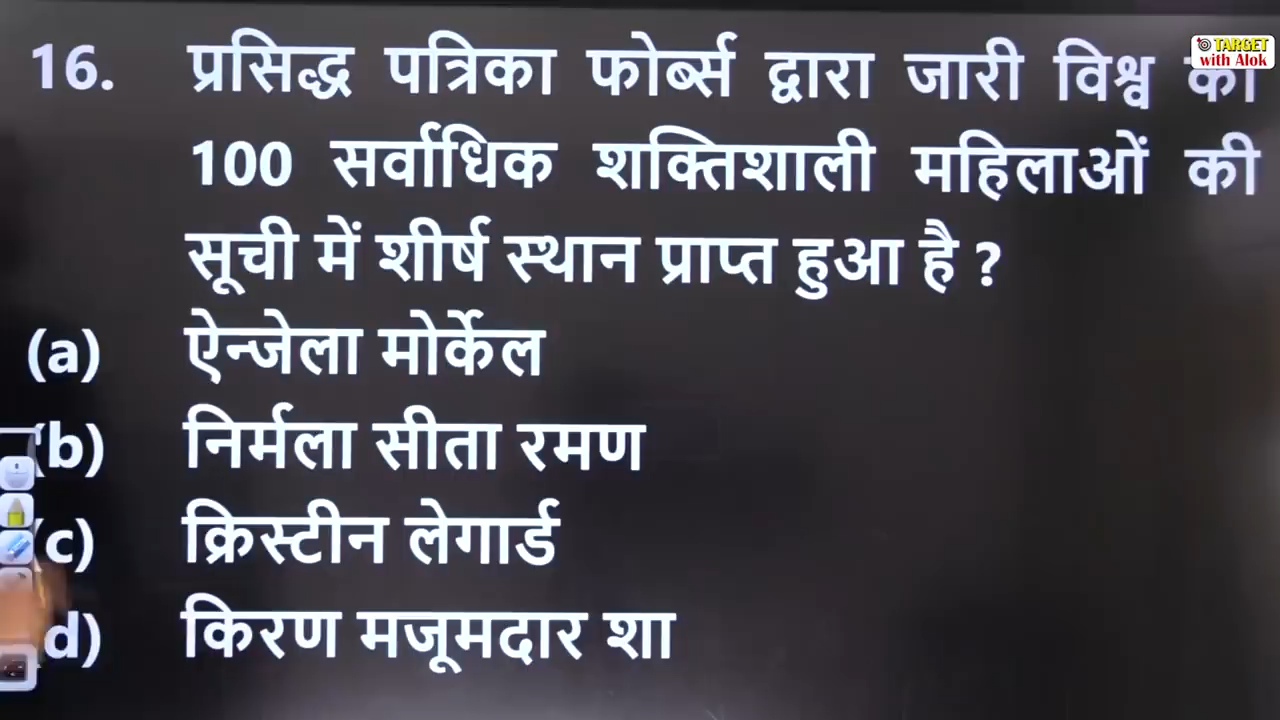 16. प्रसिद्ध पत्रिका फोर्ब्स द्वारा जारी विश्व की
TARGET
with Alok
100 सर्वाधिक शक्तिशाली महिलाओं की
सूची में शीर्ष स्थान प्राप्त हुआ है ?
(a) ऐन्जेला मोर्केल
(b) निर्मला सीता रमण
(c) क्रिस्टीन लेगार्ड
(d) किरण मजूमदार शा